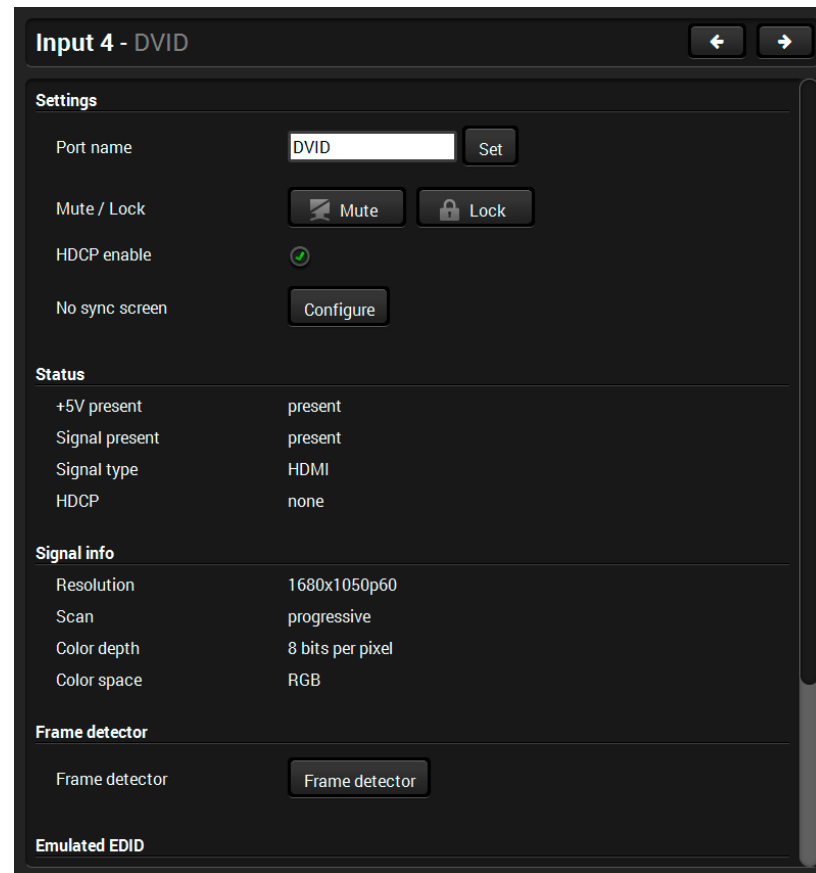 Input 4 - DVID
Settings
Port name DVID Set
Mute / Lock Mute Lock
HDCP enable
No sync screen Configure
Status
+5V present present
Signal present present
Signal type HDMI
HDCP none
Signal info
Resolution 1680x1050p60
Scan progressive
Color depth 8 bits per pixel
Color space RGB
Frame detector
Frame detector Frame detector
Emulated EDID